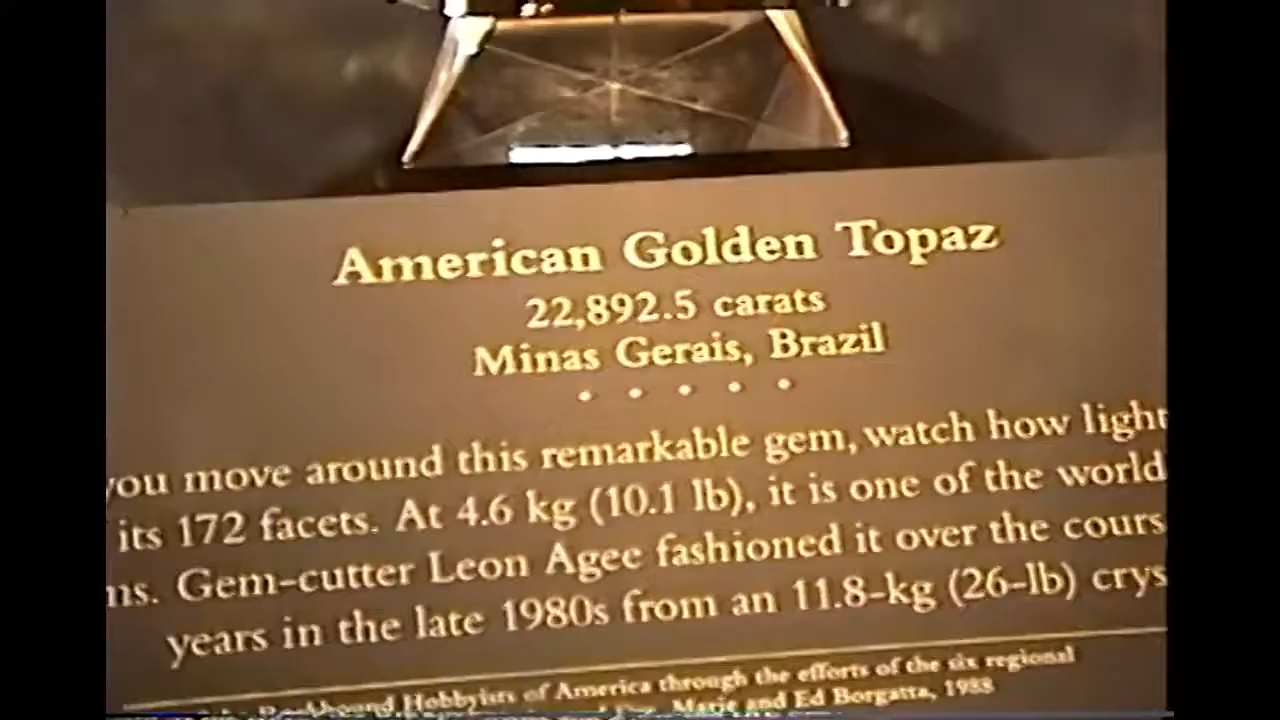 American Golden Topaz
22,892.5 carats
Minas Gerais, Brazil
you move around this remarkable gem, watch how light
its 172 facets. At 4.6 kg (10.1 lb), it is one of the world
ms. Gem-cutter Leon Agee fashioned it over the cours
years in the late 1980s from an 11.8-kg (26-lb) crys
Hobbyists of America through the efforts of the six regional
Marie and Ed Borgatta, 1988